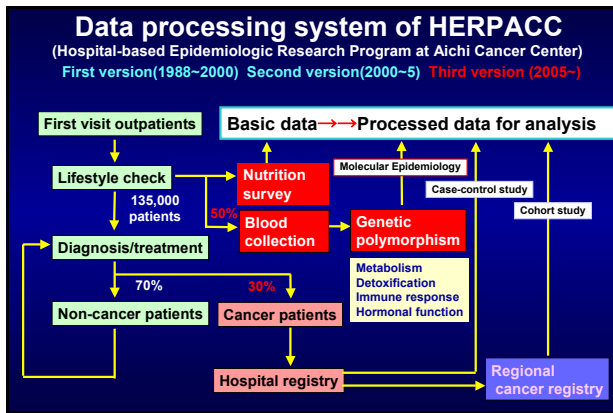 Data processing system of HERPACC
(Hospital-based Epidemiologic Research Program at Aichi Cancer Center)
First version(1988~2000) Second version(2000~5) Third version (2005~)
First visit outpatients
Basic data→→Processed data for analysis
Lifestyle check
Nutrition
survey
Molecular Epidemiology
Case-control study
Cohort study
135,000
patients
50%
Blood
collection
Genetic
polymorphism
Diagnosis/treatment
Metabolism
Detoxification
Immune response
Hormonal function
70%
30%
Non-cancer patients
Cancer patients
Hospital registry
Regional
cancer registry